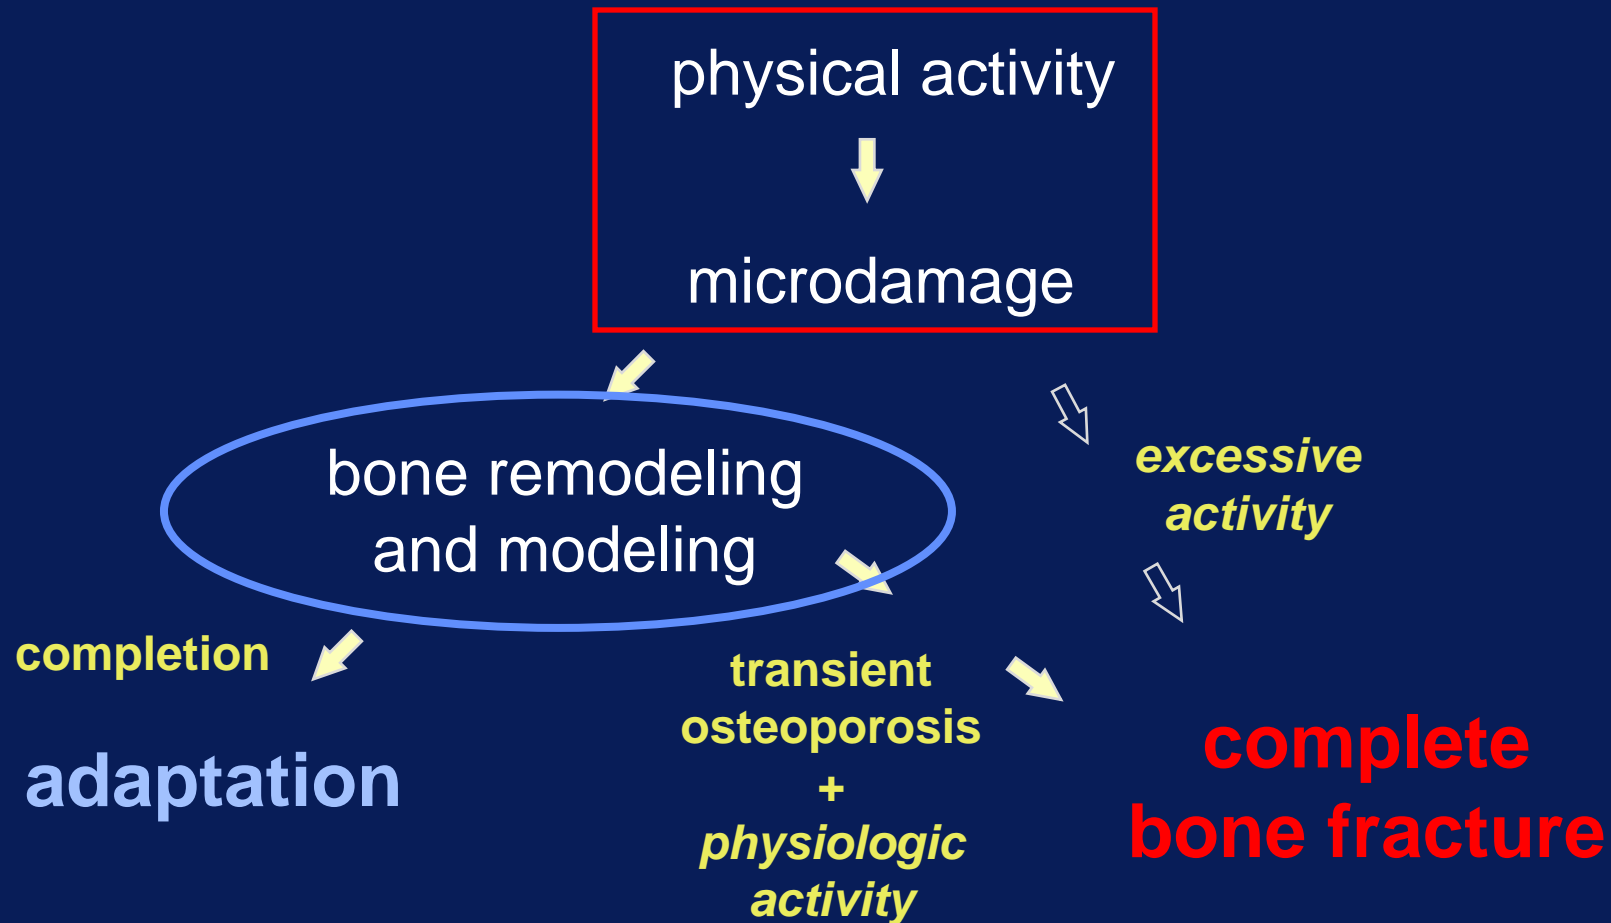 physical activity
microdamage
bone remodeling
and modeling
excessive
activity
completion
adaptation
transient
osteoporosis
+
physiologic
activity
complete
bone fracture